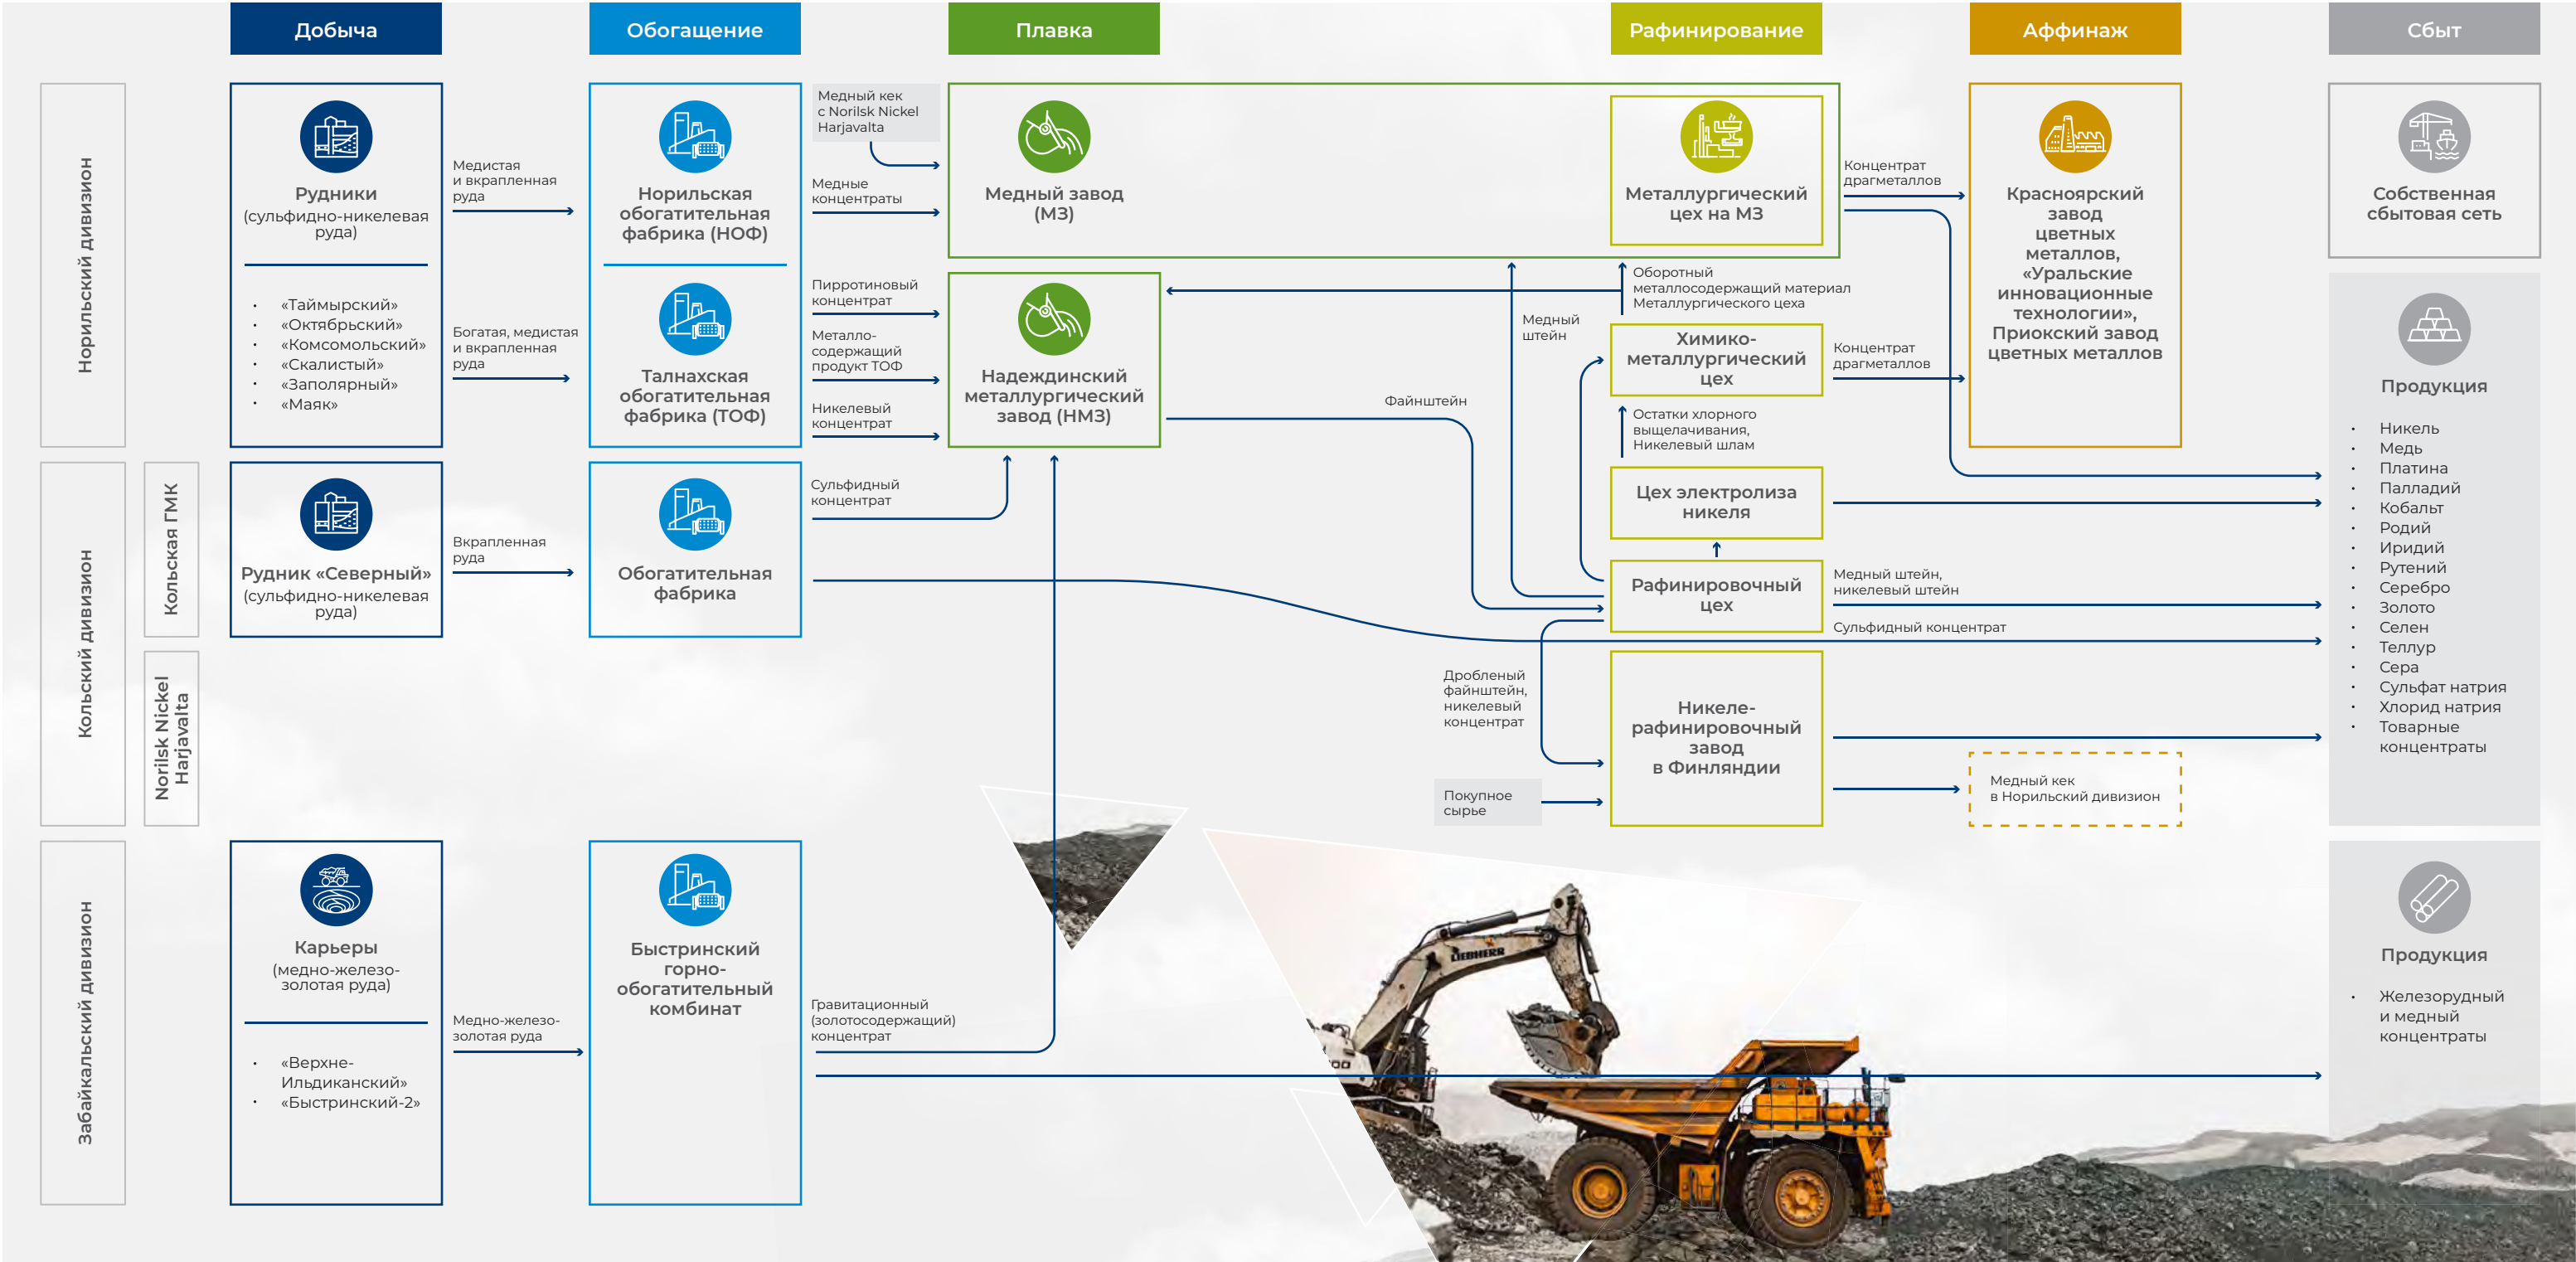 Добыча
Обогащение
Плавка
Рафинирование
Аффинаж
Сбыт
Норильский дивизион
Рудники
(сульфидно-никелевая
руда)
«Таймырский»
«Октябрьский»
«Комсомольский»
«Скалистый»
«Заполярный»
«Маяк»
Медистая
и вкрапленная
руда
Богатая, медистая
и вкрапленная
руда
Норильская
обогатительная
фабрика (НОФ)
Талнахская
обогатительная
фабрика (ТОФ)
Медный кек
с Norilsk Nickel
Harjavalta
Медные
концентраты
Пирротиновый
концентрат
Металло-
содержащий
продукт ТОФ
Никелевый
концентрат
Медный завод
(МЗ)
Надеждинский
металлургический
завод (НМЗ)
Металлургический
цех на МЗ
Оборотный
металлосодержащий материал
Металлургического цеха
Медный
штейн
Файнштейн
Химико-
металлургический
цех
Остатки хлорного
выщелачивания,
Никелевый шлам
Концентрат
драгметаллов
Концентрат
драгметаллов
Красноярский
завод
цветных
металлов,
«Уральские
инновационные
технологии»,
Приокский завод
цветных металлов
Собственная
сбытовая сеть
Продукция
Никель
Медь
Платина
Палладий
Кобальт
Родий
Иридий
Рутений
Серебро
Золото
Селен
Теллур
Сера
Сульфат натрия
Хлорид натрия
Товарные
концентраты
Кольский дивизион
Кольская ГМК
Norilsk Nickel
Harjavalta
Рудник «Северный»
(сульфидно-никелевая
руда)
Вкрапленная
руда
Обогатительная
фабрика
Сульфидный
концентрат
Цех электролиза
никеля
Рафинировочный
цех
Медный штейн,
никелевый штейн
Сульфидный концентрат
Дробленый
файнштейн,
никелевый
концентрат
Покупное
сырье
Никеле-
рафинировочный
завод
в Финляндии
Медный кек
в Норильский дивизион
Забайкальский дивизион
Карьеры
(медно-железо-
золотая руда)
«Верхне-
Ильдиканский»
«Быстринский-2»
Медно-железо-
золотая руда
Быстринский
горно-
обогатительный
комбинат
Гравитационный
(золотосодержащий)
концентрат
LIEBHERR
Продукция
Железорудный
и медный
концентраты